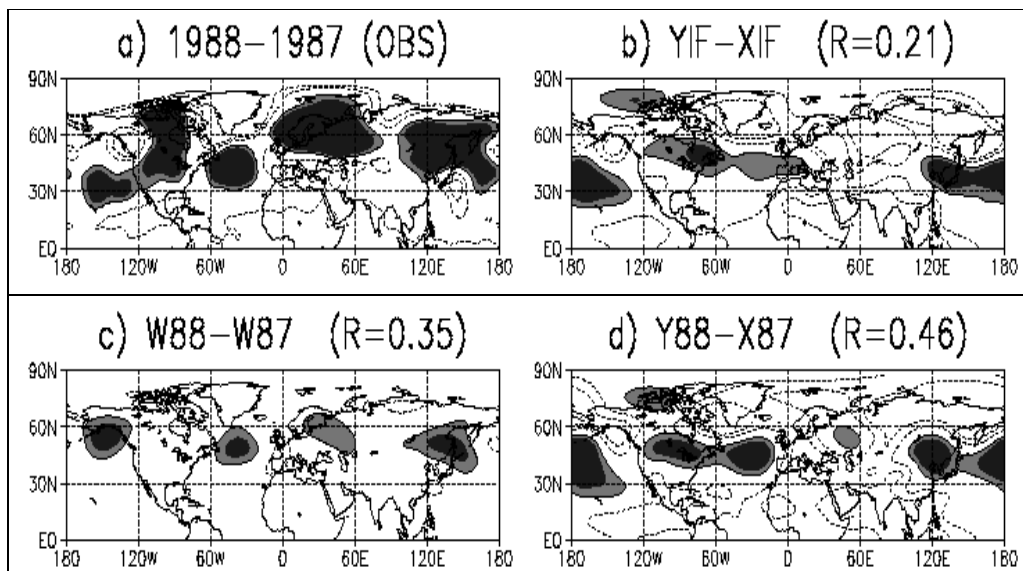 a) 1988-1987 (OBS)
90N
60N
30N
EQ
180 120W 60W 0 60E 120E 180
b) YIF-XIF (R=0.21)
90N
60N
30N
EQ
180 120W 60W 0 60E 120E 180
c) W88-W87 (R=0.35)
90N
60N
30N
EQ
180 120W 60W 0 60E 120E 180
d) Y88-X87 (R=0.46)
90N
60N
30N
EQ
180 120W 60W 0 60E 120E 180